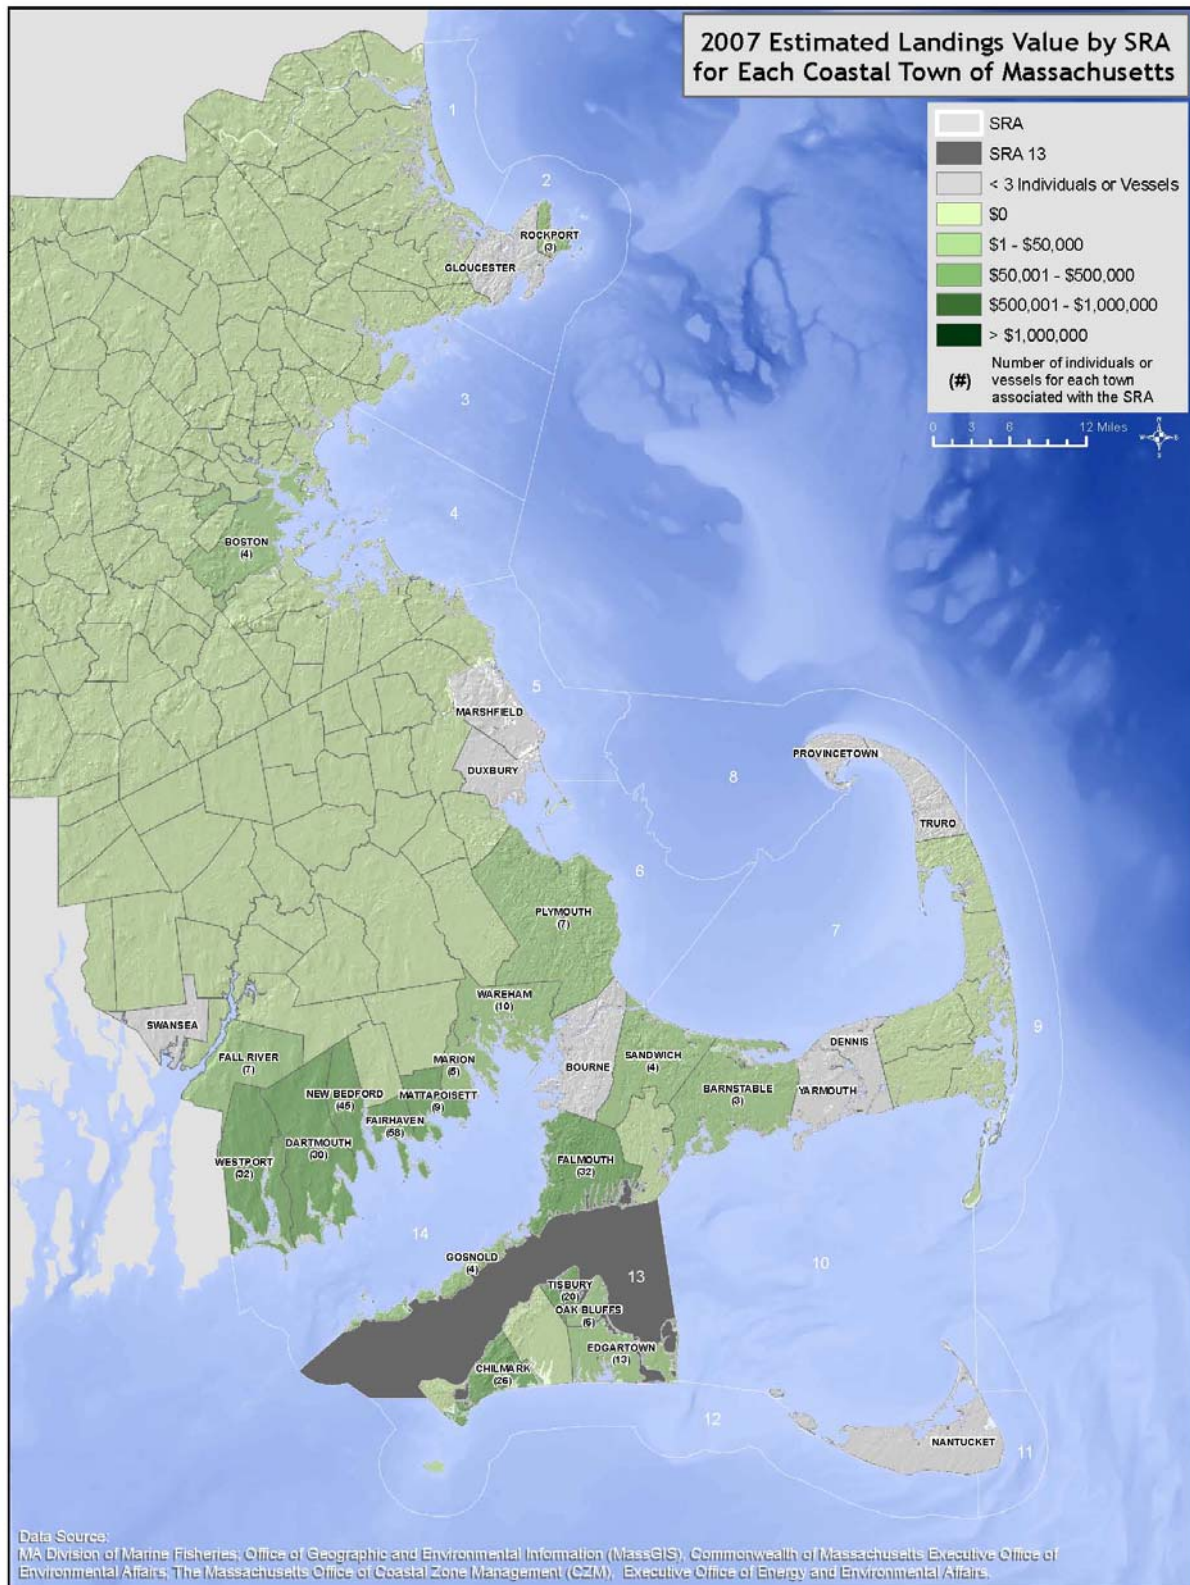 2007 Estimated Landings Value by SRA
for Each Coastal Town of Massachusetts
SRA
SRA 13
< 3 Individuals or Vessels
$0
$1 - $50,000
$50,001 - $500,000
$500,001 - $1,000,000
> $1,000,000
(#) Number of individuals or
vessels for each town
associated with the SRA
0 3 6 12 Miles
N
W E
S
1
2
ROCKPORT
(3)
GLOUCESTER
3
4
BOSTON
(4)
5
MARSHFIELD
DUXBURY
PROVINCETOWN
8
TRURO
6
PLYMOUTH
(7)
7
WAREHAM
(10)
SWANSEA
9
FALL RIVER
(7)
MARION
(5)
BOURNE
SANDWICH
(4)
DENNIS
YARMOUTH
BARNSTABLE
(3)
NEW BEDFORD
(45)
MATTAPOISETT
(9)
FAIRHAVEN
(58)
DARTMOUTH
(30)
WESTPORT
(32)
FALMOUTH
(32)
14
GOSNOLD
(4)
10
13
TISBURY
(20)
OAK BLUFFS
(6)
EDGARTOWN
(13)
CHILMARK
(26)
12
NANTUCKET
11
Data Source:
MA Division of Marine Fisheries; Office of Geographic and Environmental Information (MassGIS), Commonwealth of Massachusetts Executive Office of
Environmental Affairs; The Massachusetts Office of Coastal Zone Management (CZM), Executive Office of Energy and Environmental Affairs.